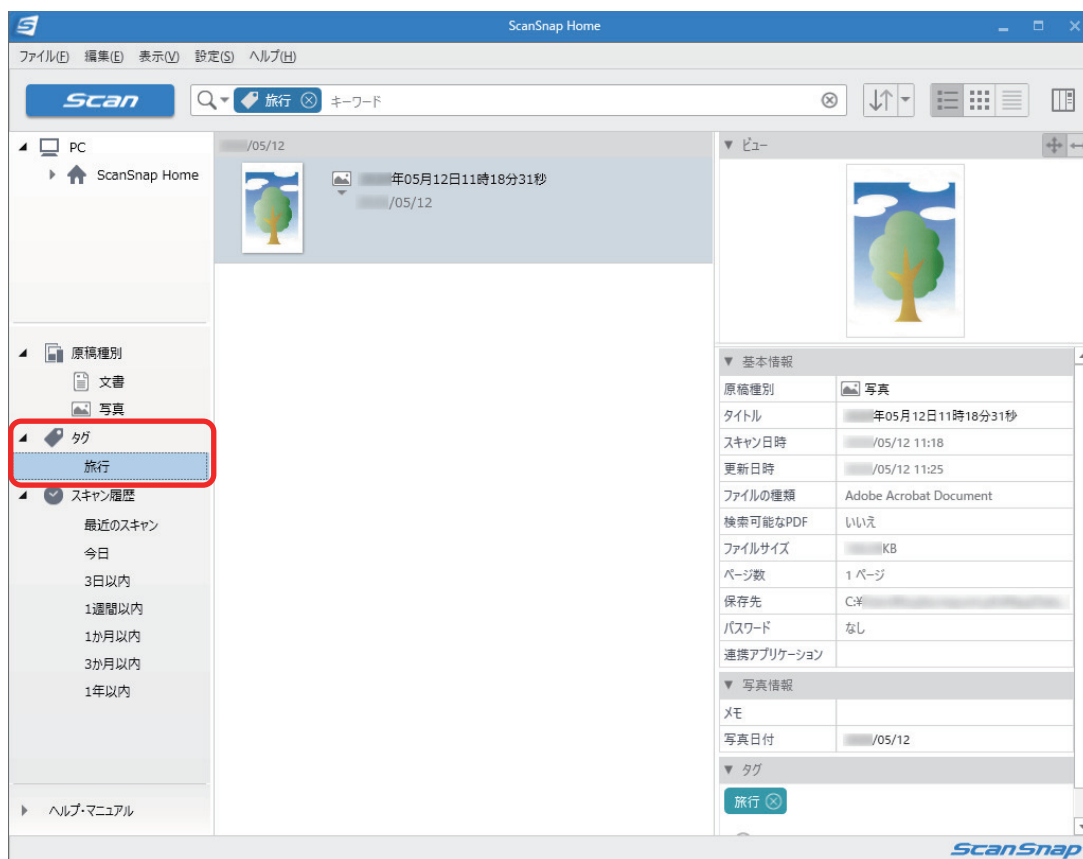 ScanSnap Home
ファイル(F) 編集(E) 表示(V) 設定(S) ヘルプ(H)
Scan
旅行 キーワード
PC
ScanSnap Home
原稿種別
文書
写真
タグ
旅行
スキャン履歴
最近のスキャン
今日
3日以内
1週間以内
1か月以内
3か月以内
1年以内
ヘルプ・マニュアル
/05/12
年05月12日11時18分31秒
/05/12
ビュー
基本情報
原稿種別 写真
タイトル 年05月12日11時18分31秒
スキャン日時 /05/12 11:18
更新日時 /05/12 11:25
ファイルの種類 Adobe Acrobat Document
検索可能なPDF いいえ
ファイルサイズ KB
ページ数 1 ページ
保存先 C:¥
パスワード なし
連携アプリケーション
写真情報
メモ
写真日付 /05/12
タグ
旅行
ScanSnap